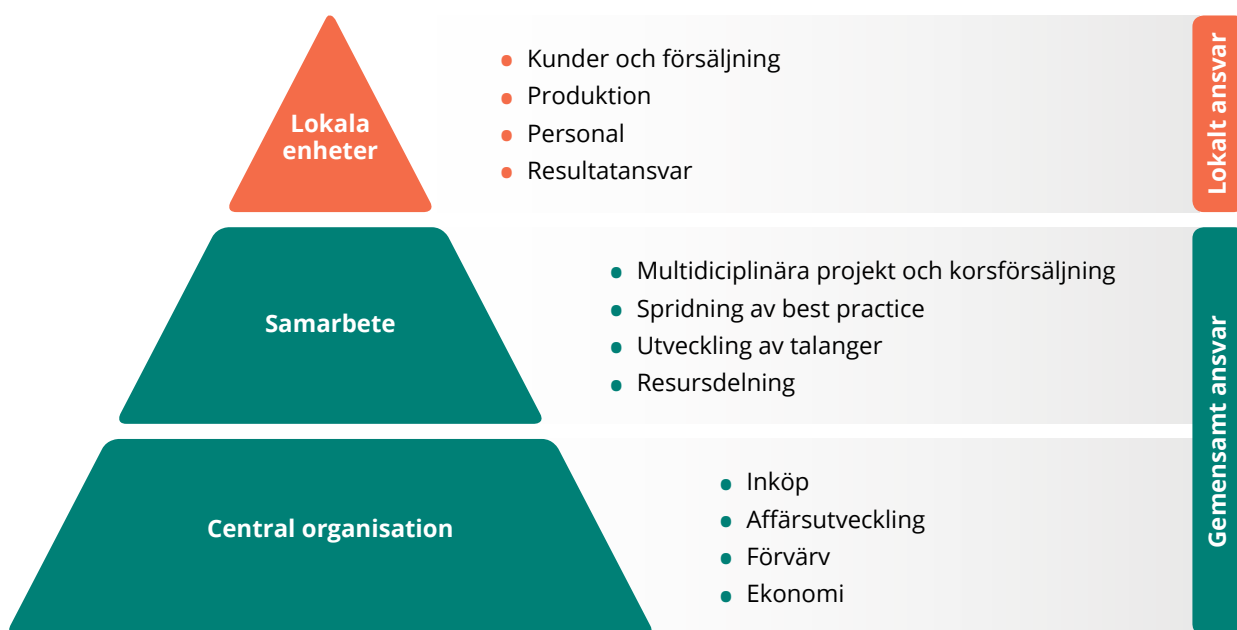 Lokala
enheter
• Kunder och försäljning
• Produktion
• Personal
• Resultatansvar
Lokalt ansvar
Samarbete
• Multidiciplinära projekt och korsförsäljning
• Spridning av best practice
• Utveckling av talanger
• Resursdelning
Central organisation
• Inköp
• Affärsutveckling
• Förvärv
• Ekonomi
Gemensamt ansvar